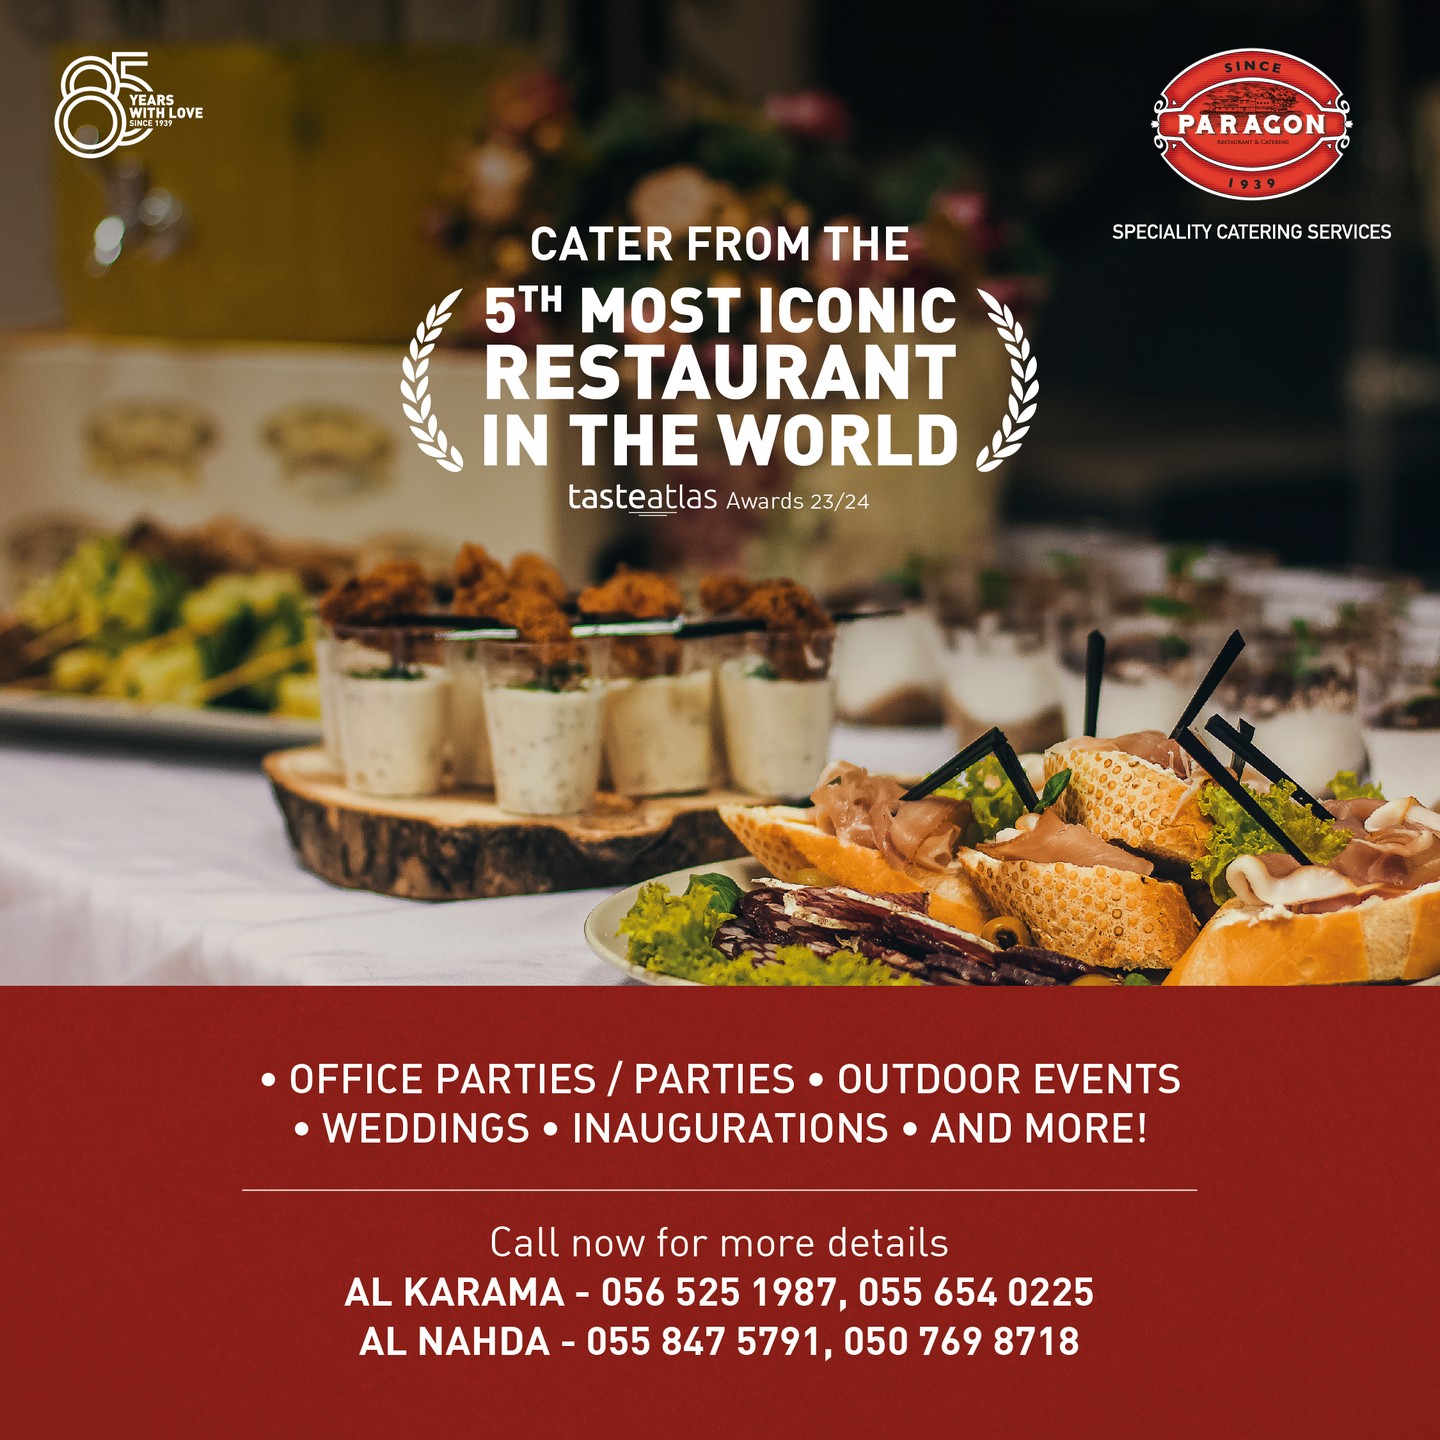 85
YEARS
WITH LOVE
SINCE 1939
SINCE
PARAGON
RESTAURANT & CATERING
1939
SPECIALITY CATERING SERVICES
CATER FROM THE
5TH MOST ICONIC
RESTAURANT
IN THE WORLD
tasteatlas Awards 23/24
• OFFICE PARTIES / PARTIES • OUTDOOR EVENTS
• WEDDINGS • INAUGURATIONS • AND MORE!
Call now for more details
AL KARAMA - 056 525 1987, 055 654 0225
AL NAHDA - 055 847 5791, 050 769 8718